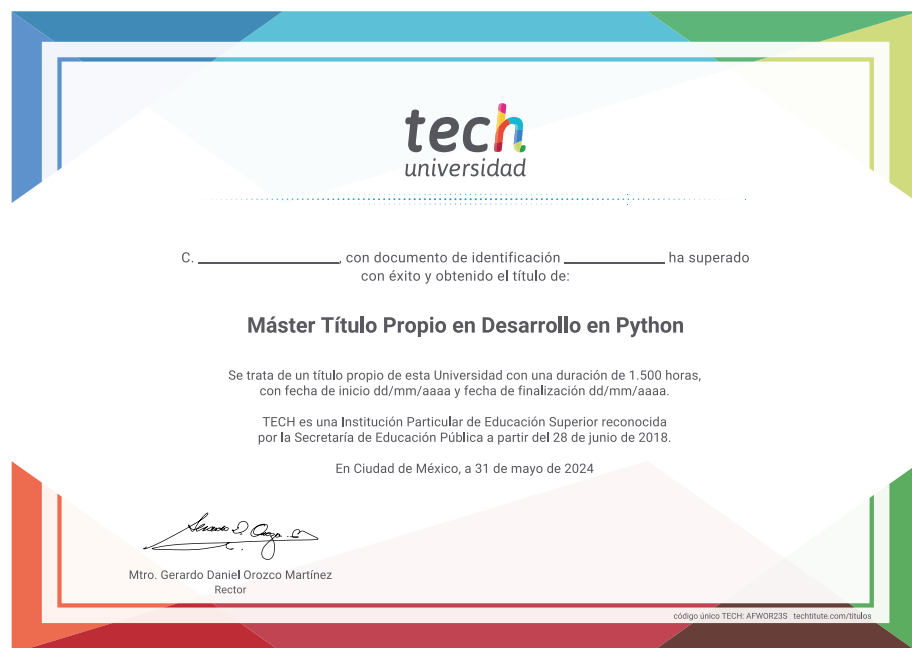 tech
universidad
C. ____________, con documento de identificación ____________ ha superado
con éxito y obtenido el título de:
Máster Título Propio en Desarrollo en Python
Se trata de un título propio de esta Universidad con una duración de 1.500 horas,
con fecha de inicio dd/mm/aaaa y fecha de finalización dd/mm/aaaa.
TECH es una Institución Particular de Educación Superior reconocida
por la Secretaría de Educación Pública a partir del 28 de junio de 2018.
En Ciudad de México, a 31 de mayo de 2024
Mtro. Gerardo Daniel Orozco Martínez
Rector
código único TECH: AFWOR23S techtitute.com/titulos